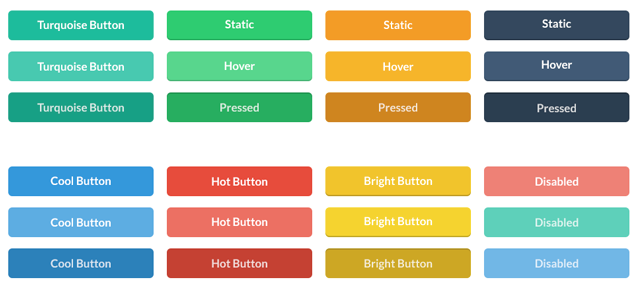 Turquoise Button Static Static Static
Turquoise Button Hover Hover Hover
Turquoise Button Pressed Pressed Pressed
Cool Button Hot Button Bright Button Disabled
Cool Button Hot Button Bright Button Disabled
Cool Button Hot Button Bright Button Disabled